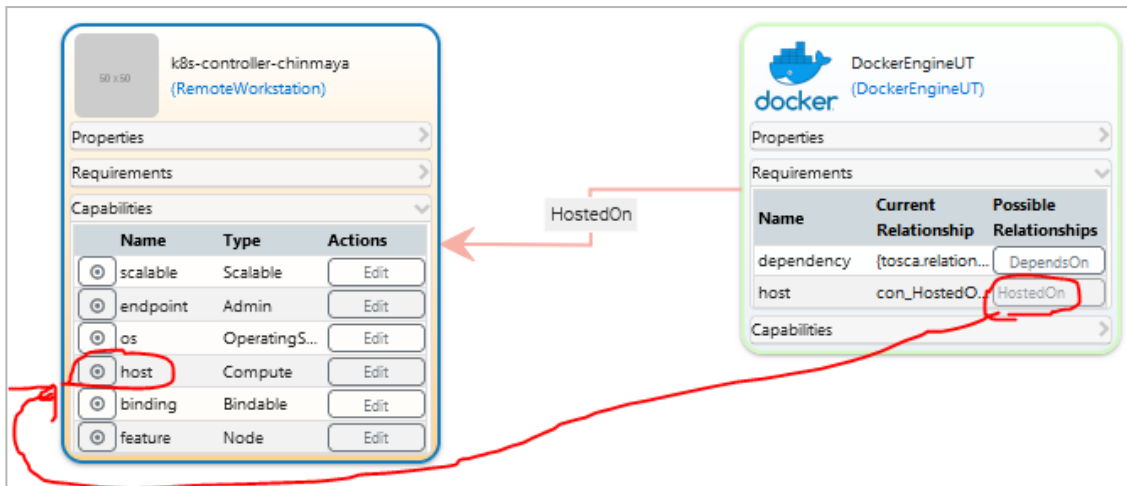 50 x 50
k8s-controller-chinmaya
(RemoteWorkstation)
Properties
Requirements
Capabilities
Name Type Actions
scalable Scalable Edit
endpoint Admin Edit
os OperatingS... Edit
host Compute Edit
binding Bindable Edit
feature Node Edit
HostedOn
docker
DockerEngineUT
(DockerEngineUT)
Properties
Requirements
Name Current Relationship Possible Relationships
dependency {tosca.relation... DependsOn
host con_HostedO... HostedOn
Capabilities